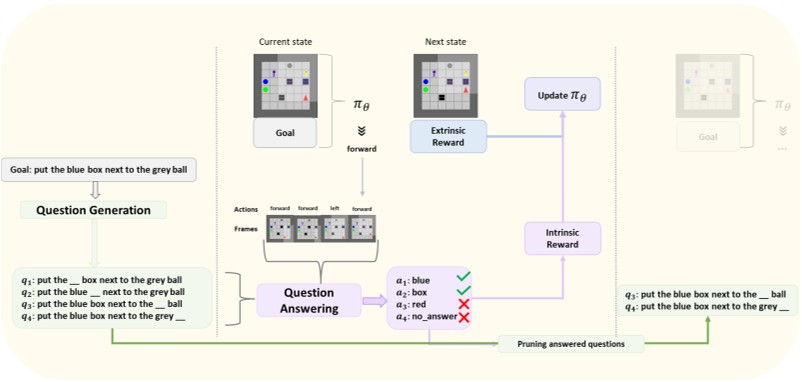 Current state
Next state
πθ
Goal
forward
Extrinsic
Reward
Update πθ
πθ
Goal
...
Goal: put the blue box next to the grey ball
Question Generation
Actions forward forward left forward
Frames
Intrinsic
Reward
q1: put the __ box next to the grey ball
q2: put the blue __ next to the grey ball
q3: put the blue box next to the __ ball
q4: put the blue box next to the grey __
Question
Answering
a1: blue
a2: box
a3: red
a4: no_answer
q3: put the blue box next to the __ ball
q4: put the blue box next to the grey __
Pruning answered questions